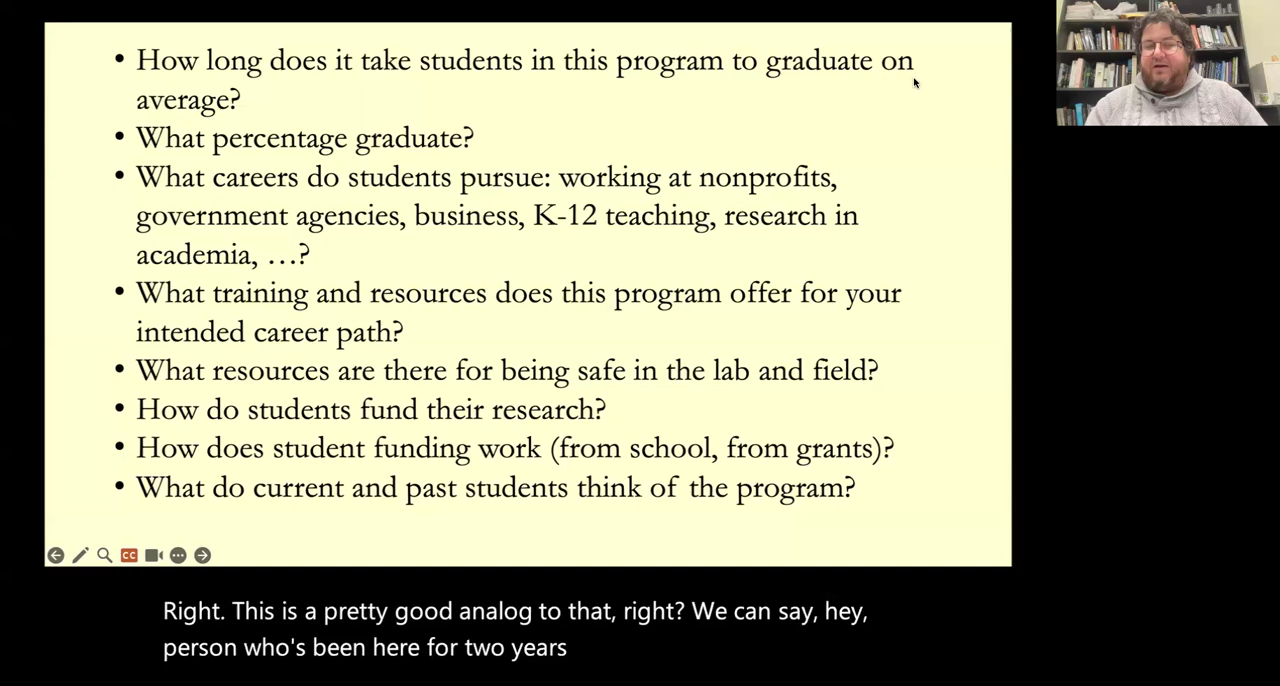 • How long does it take students in this program to graduate on
average?
• What percentage graduate?
• What careers do students pursue: working at nonprofits,
government agencies, business, K-12 teaching, research in
academia, …?
• What training and resources does this program offer for your
intended career path?
• What resources are there for being safe in the lab and field?
• How do students fund their research?
• How does student funding work (from school, from grants)?
• What do current and past students think of the program?
CC
Right. This is a pretty good analog to that, right? We can say, hey,
person who's been here for two years